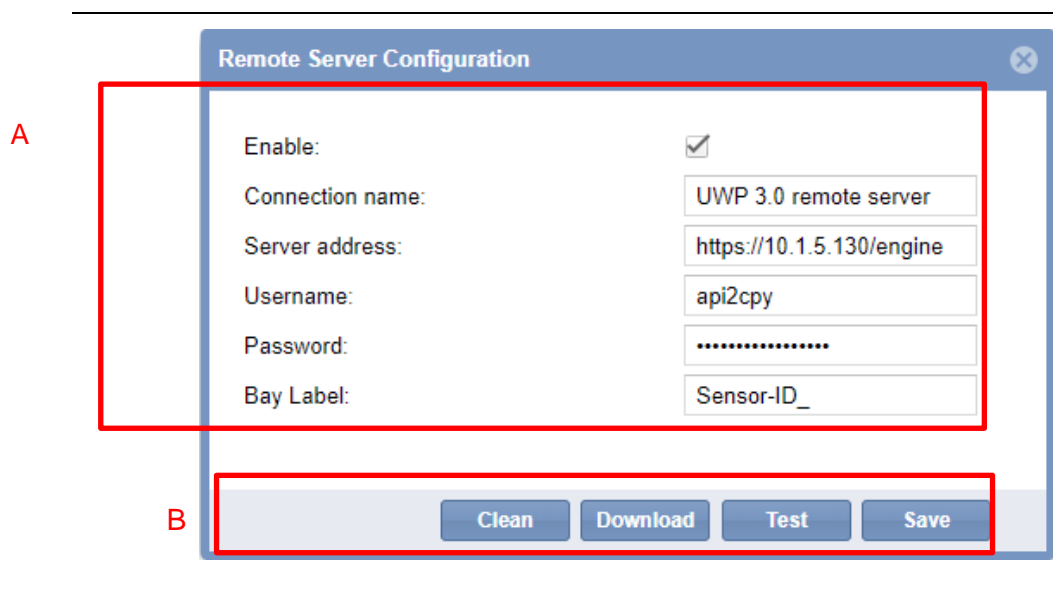 Remote Server Configuration
A
Enable:
Connection name: UWP 3.0 remote server
Server address: https://10.1.5.130/engine
Username: api2cpy
Password: •••••••••••••••••
Bay Label: Sensor-ID_
B
Clean Download Test Save